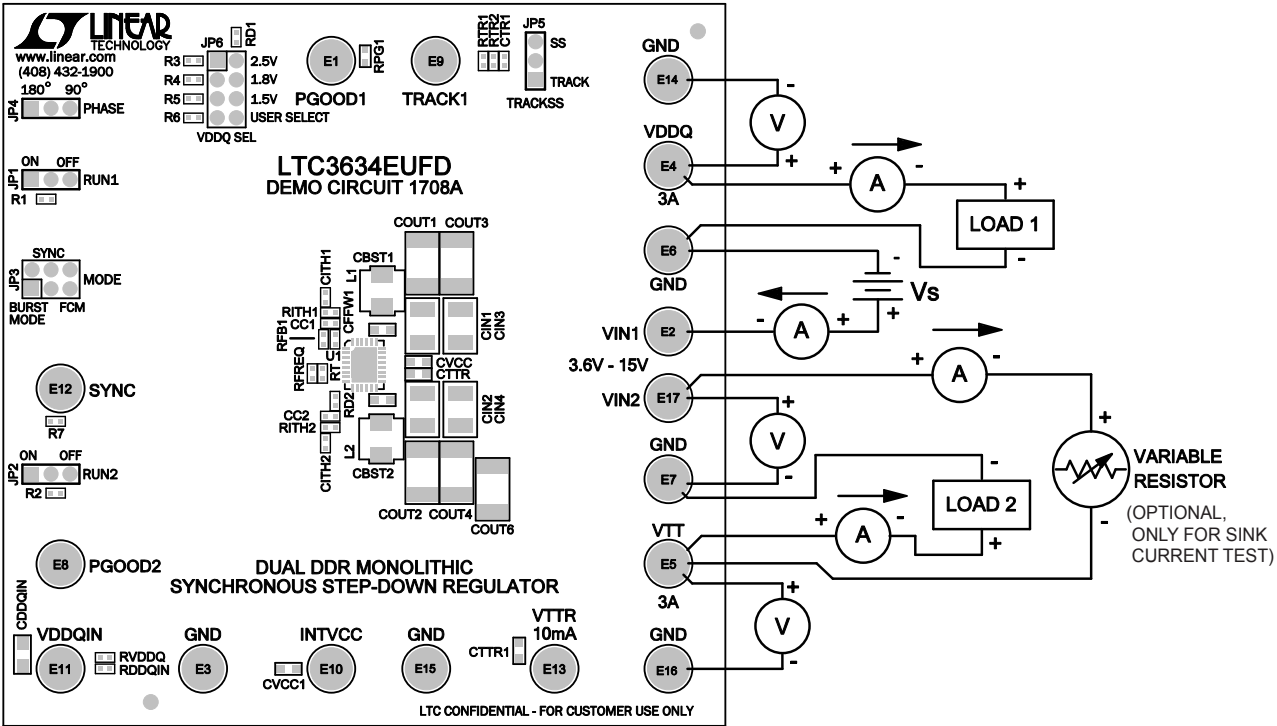 LT LINEAR
TECHNOLOGY
www.linear.com
(408) 432-1900
180° 90°
JP4 PHASE
JP6
RD1
R3 2.5V
R4 1.8V
R5 1.5V
R6 USER SELECT
VDDQ SEL
E1
RPG1
PGOOD1
E9
TRACK1
RTR1
RTR2
CTR1
JP5
SS
TRACK
TRACKSS
ON OFF
JP1 RUN1
R1
LTC3634EUFD
DEMO CIRCUIT 1708A
SYNC
JP3 MODE
BURST FCM
MODE
COUT1 COUT3
CBST1
L1
CITH1
RITH1
CC1
CFFW1
RFB1
CIN1
CIN3
U1
RT
RFREQ
CVCC
CTTR
RD2
CC2
RITH2
CIN2
CIN4
CITH2
L2
CBST2
COUT2 COUT4
COUT6
E12 SYNC
R7
ON OFF
JP2 RUN2
R2
E8 PGOOD2
DUAL DDR MONOLITHIC
SYNCHRONOUS STEP-DOWN REGULATOR
CDDQIN
VDDQIN
E11
RVDDQ
RDDQIN
GND
E3
INTVCC
E10
CVCC1
GND
E15
VTTR
10mA
CTTR1
E13
LTC CONFIDENTIAL - FOR CUSTOMER USE ONLY
GND
E14
-
V
+
VDDQ
E4
3A
+ A -
+
LOAD 1
-
E6
GND
-
Vs
+
VIN1 E2
- A +
3.6V - 15V
+ A -
VIN2 E17
+
V
-
GND
E7
-
LOAD 2
+
+ A -
VTT
E5
3A
+
V
-
GND
E16
+
VARIABLE
RESISTOR
-
(OPTIONAL,
ONLY FOR SINK
CURRENT TEST)